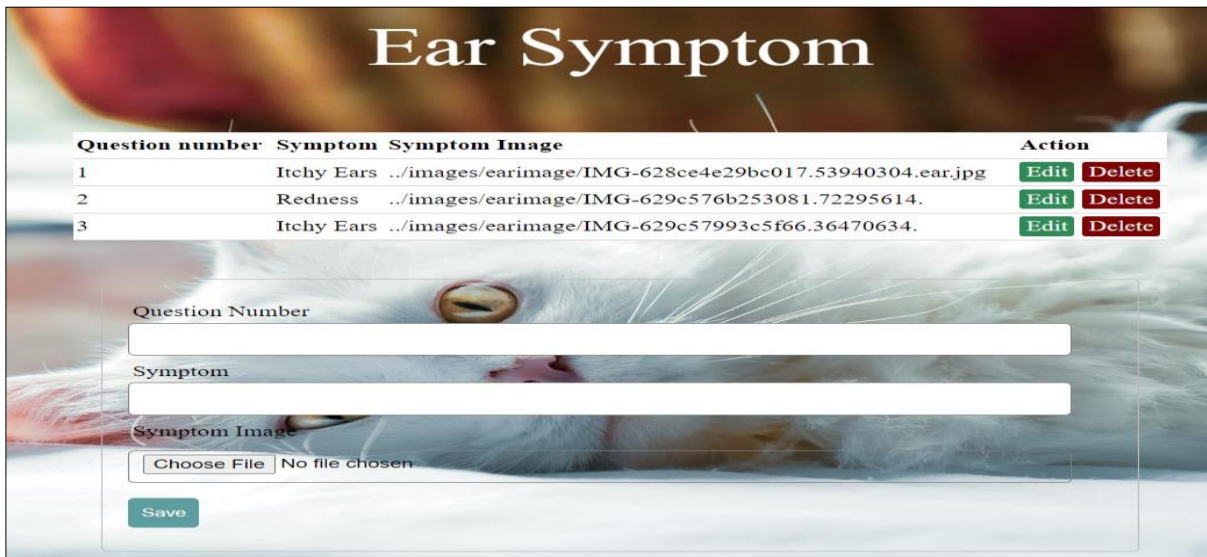 Ear Symptom
Question number Symptom Symptom Image Action
1 Itchy Ears ../images/earimage/IMG-628ce4e29bc017.53940304.ear.jpg Edit Delete
2 Redness ../images/earimage/IMG-629c576b253081.72295614. Edit Delete
3 Itchy Ears ../images/earimage/IMG-629c57993c5f66.36470634. Edit Delete
Question Number
Symptom
Symptom Image
Choose File No file chosen
Save